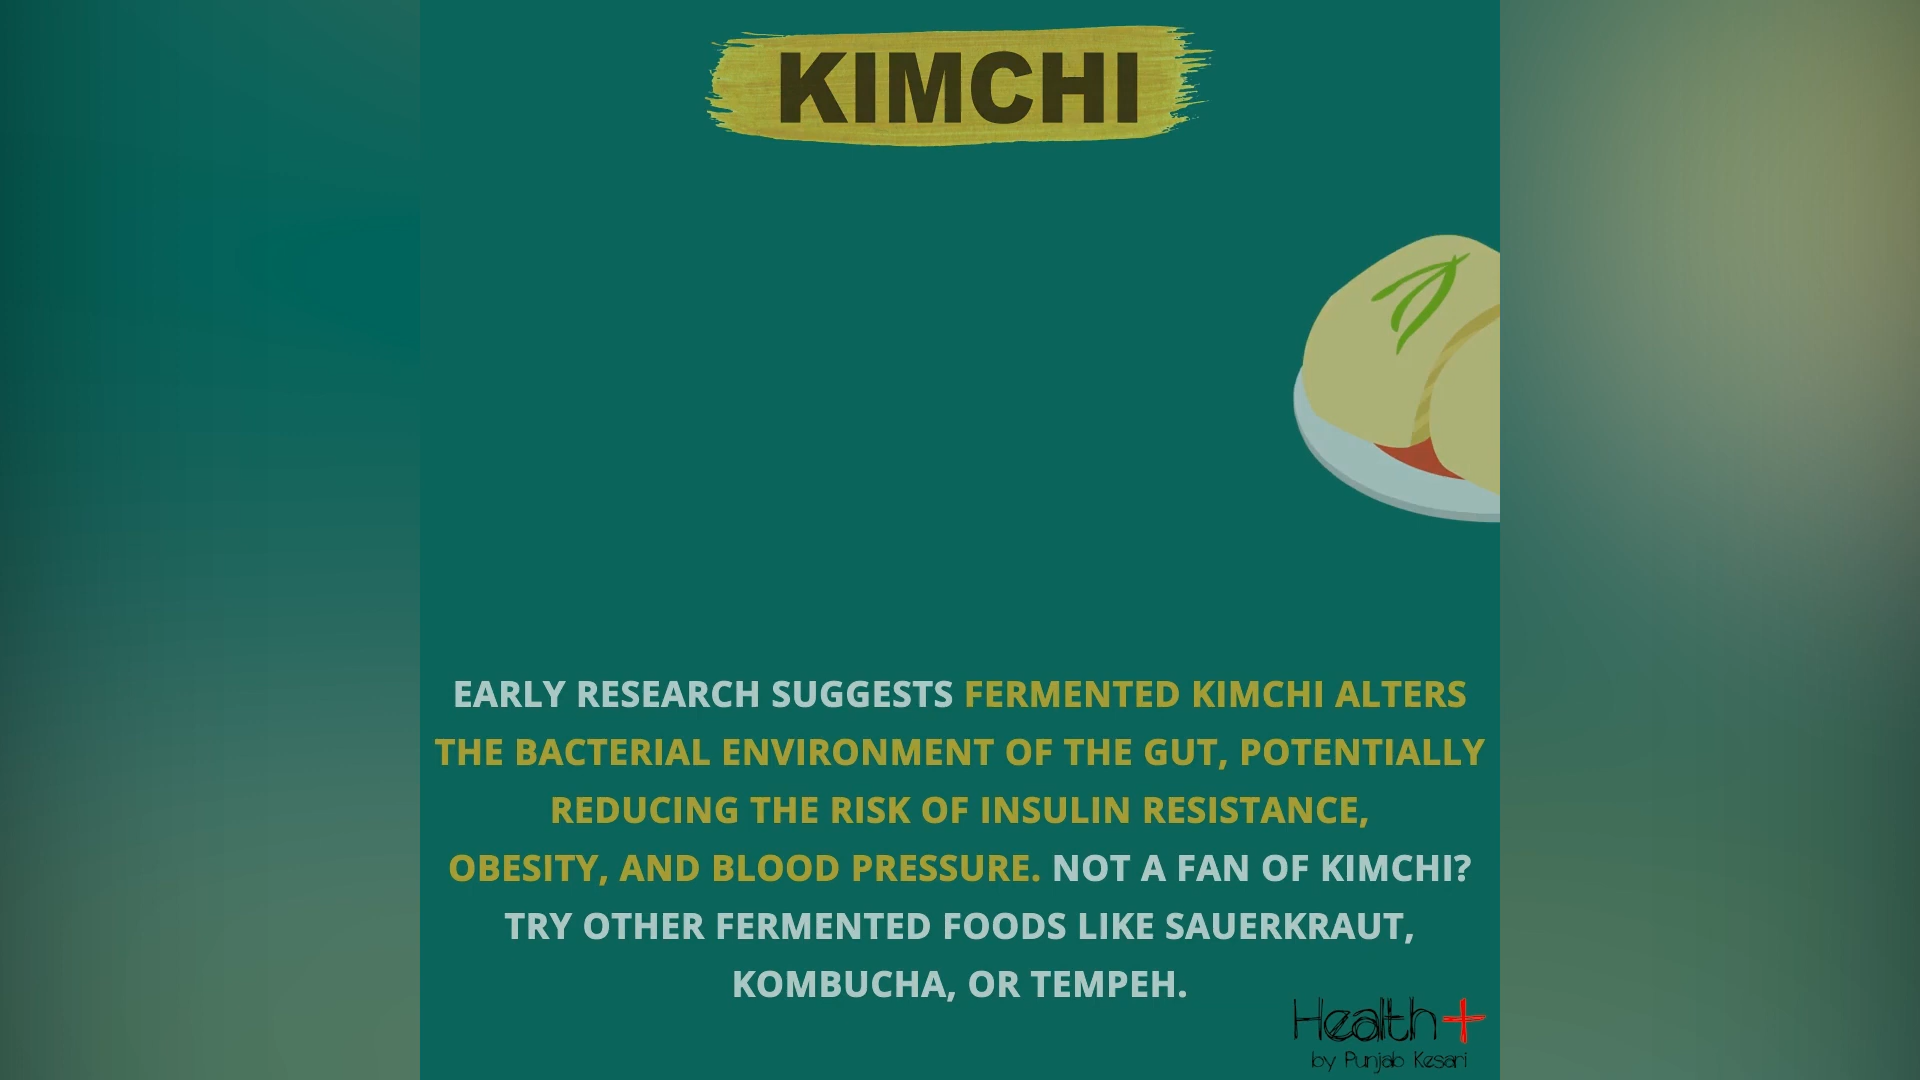 KIMCHI
EARLY RESEARCH SUGGESTS FERMENTED KIMCHI ALTERS
THE BACTERIAL ENVIRONMENT OF THE GUT, POTENTIALLY
REDUCING THE RISK OF INSULIN RESISTANCE,
OBESITY, AND BLOOD PRESSURE. NOT A FAN OF KIMCHI?
TRY OTHER FERMENTED FOODS LIKE SAUERKRAUT,
KOMBUCHA, OR TEMPEH.
Health+
by Punjab Kesari